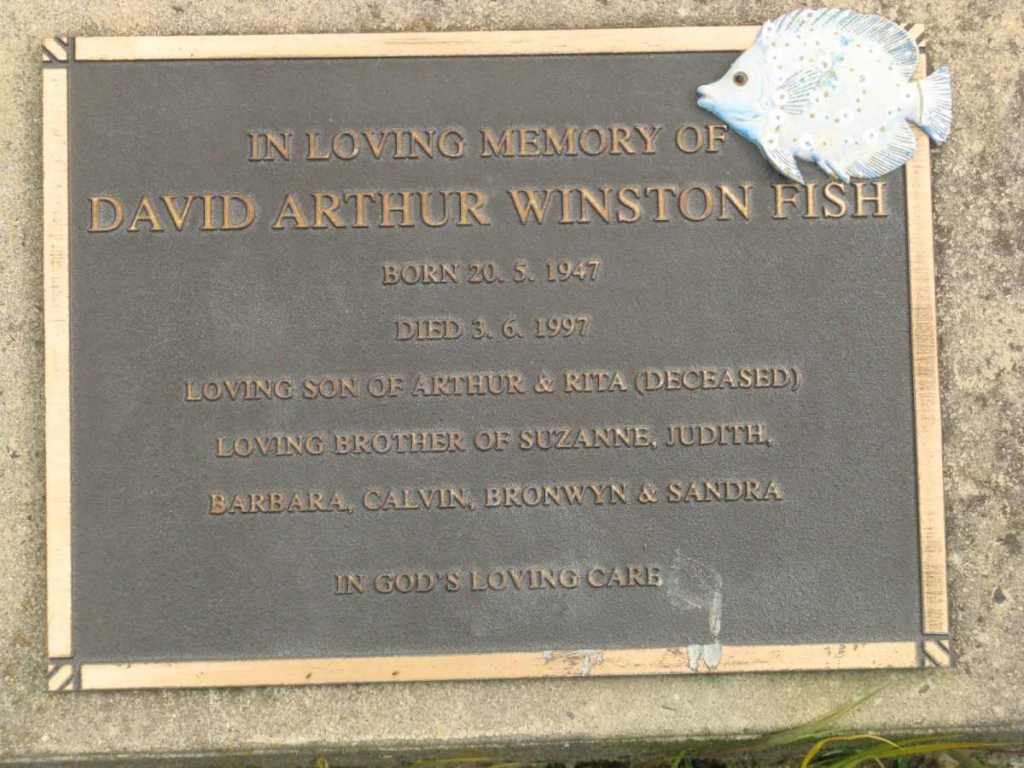 IN LOVING MEMORY OF
DAVID ARTHUR WINSTON FISH
BORN 20. 5. 1947
DIED 3. 6. 1997
LOVING SON OF ARTHUR & RITA (DECEASED)
LOVING BROTHER OF SUZANNE, JUDITH,
BARBARA, CALVIN, BRONWYN & SANDRA
IN GOD'S LOVING CARE